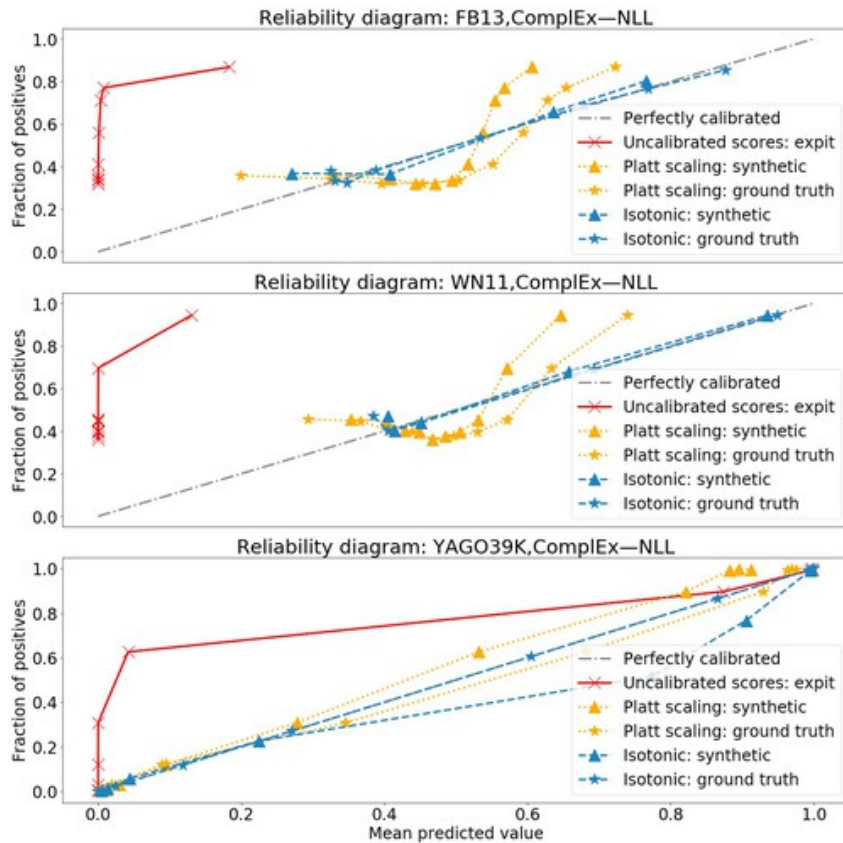 Reliability diagram: FB13,ComplEx—NLL
1.0
0.8
0.6
0.4
0.2
0.0
Fraction of positives
Perfectly calibrated
Uncalibrated scores: expit
Platt scaling: synthetic
Platt scaling: ground truth
Isotonic: synthetic
Isotonic: ground truth
Reliability diagram: WN11,ComplEx—NLL
1.0
0.8
0.6
0.4
0.2
0.0
Fraction of positives
Perfectly calibrated
Uncalibrated scores: expit
Platt scaling: synthetic
Platt scaling: ground truth
Isotonic: synthetic
Isotonic: ground truth
Reliability diagram: YAGO39K,ComplEx—NLL
1.0
0.8
0.6
0.4
0.2
0.0
Fraction of positives
Perfectly calibrated
Uncalibrated scores: expit
Platt scaling: synthetic
Platt scaling: ground truth
Isotonic: synthetic
Isotonic: ground truth
0.0 0.2 0.4 0.6 0.8 1.0
Mean predicted value